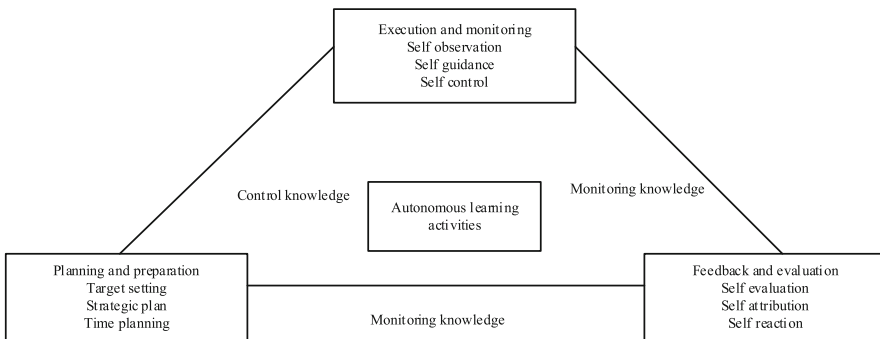 Execution and monitoring
Self observation
Self guidance
Self control
Control knowledge
Monitoring knowledge
Autonomous learning
activities
Planning and preparation
Target setting
Strategic plan
Time planning
Monitoring knowledge
Feedback and evaluation
Self evaluation
Self attribution
Self reaction